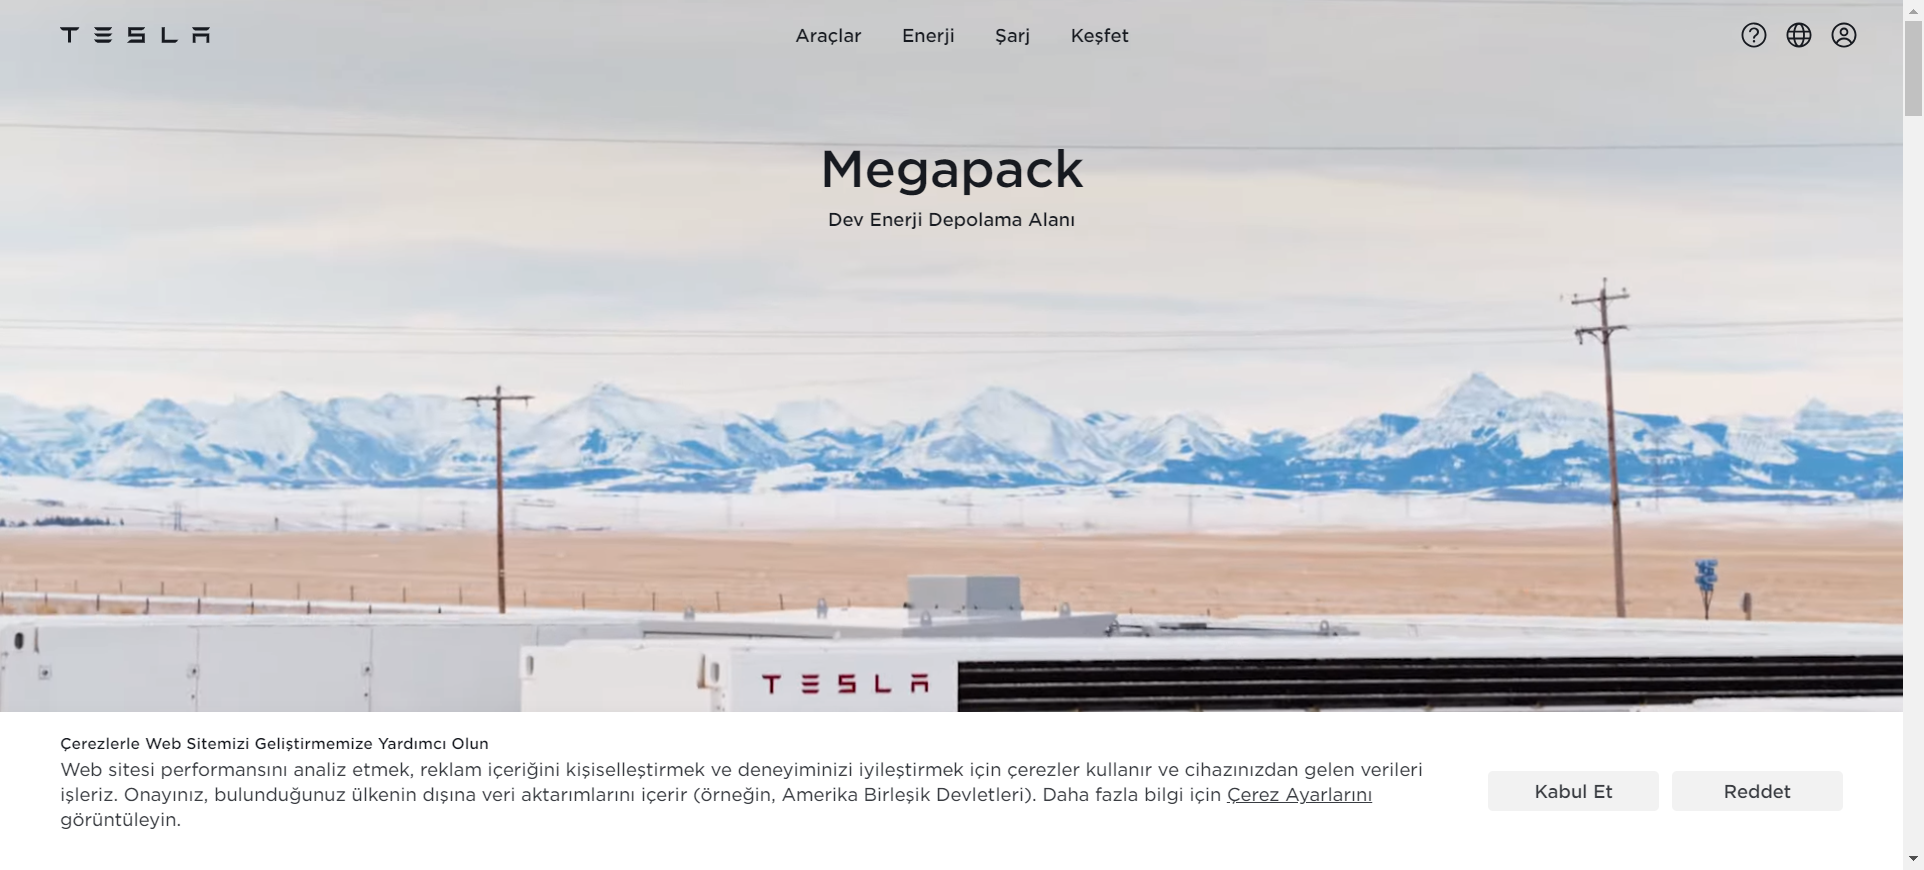 TESLA
Araçlar Enerji Şarj Keşfet
Megapack
Dev Enerji Depolama Alanı
TESLA
Çerezlerle Web Sitemizi Geliştirmemize Yardımcı Olun
Web sitesi performansını analiz etmek, reklam içeriğini kişiselleştirmek ve deneyiminizi iyileştirmek için çerezler kullanır ve cihazınızdan gelen verileri
işleriz. Onayınız, bulunduğunuz ülkenin dışına veri aktarımlarını içerir (örneğin, Amerika Birleşik Devletleri). Daha fazla bilgi için Çerez Ayarlarını
görüntüleyin.
Kabul Et
Reddet